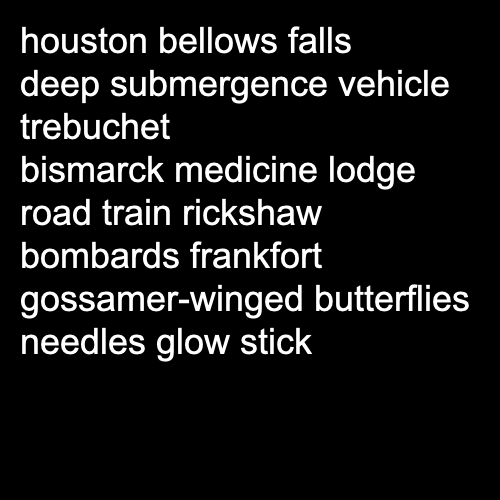 houston bellows falls
deep submergence vehicle
trebuchet
bismarck medicine lodge
road train rickshaw
bombards frankfort
gossamer-winged butterflies
needles glow stick